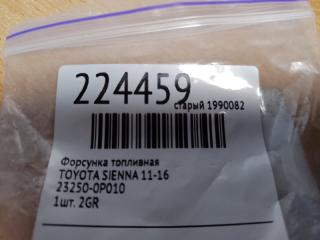 224459
старый 1990082
Форсунка топливная
TOYOTA SIENNA 11-16
23250-0P010
1шт. 2GR